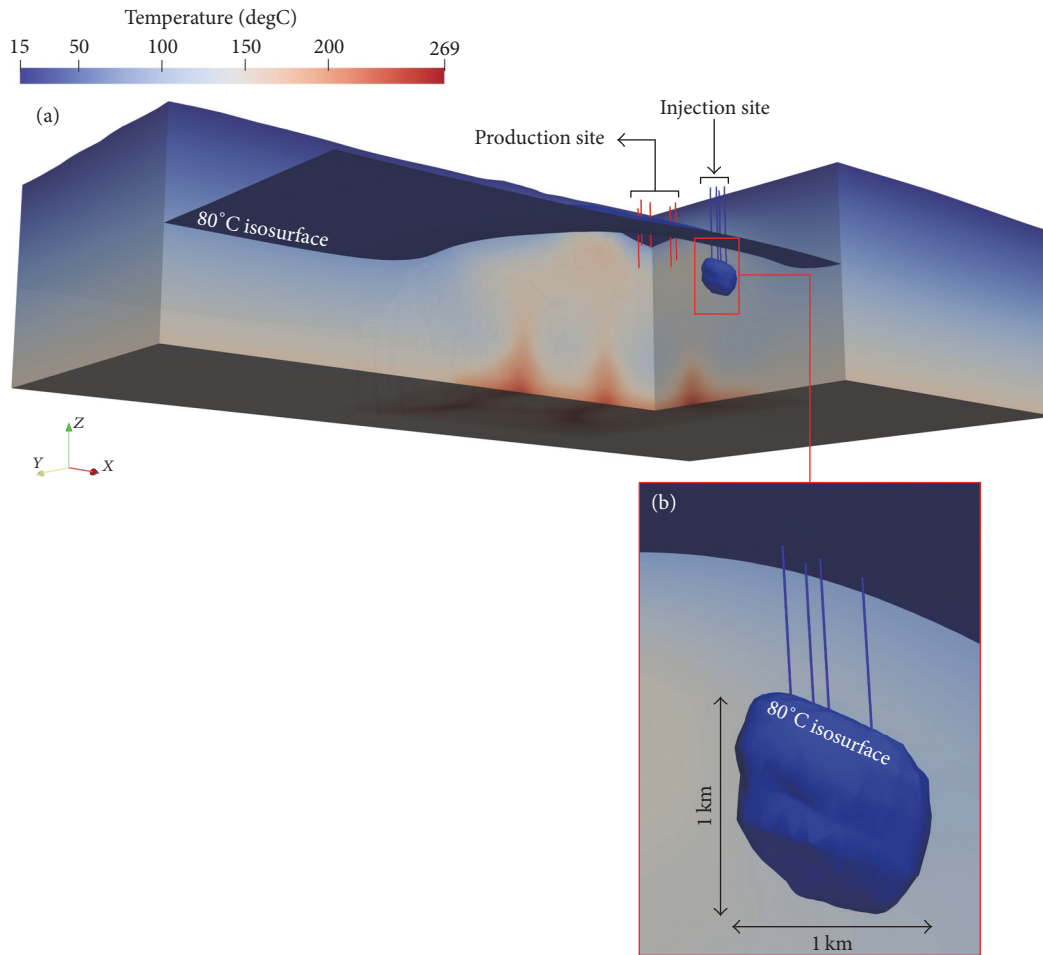 Temperature (degC)
15 50 100 150 200 269
(a)
Injection site
Production site
80°C isosurface
Z
Y
X
(b)
80°C isosurface
1 km
1 km